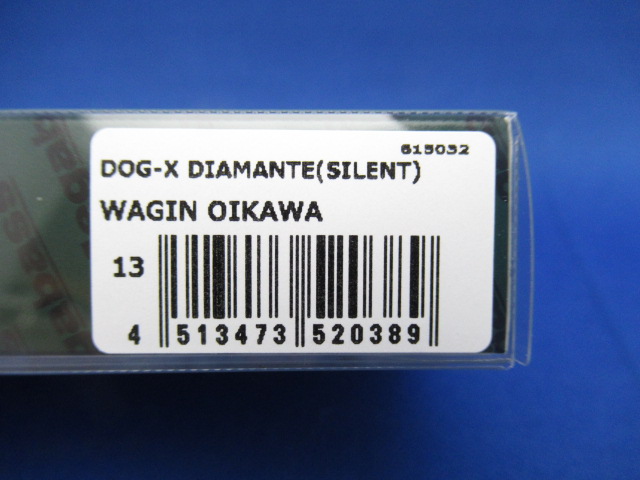 615032
DOG-X DIAMANTE(SILENT)
WAGIN OIKAWA
13
4 513473 520389